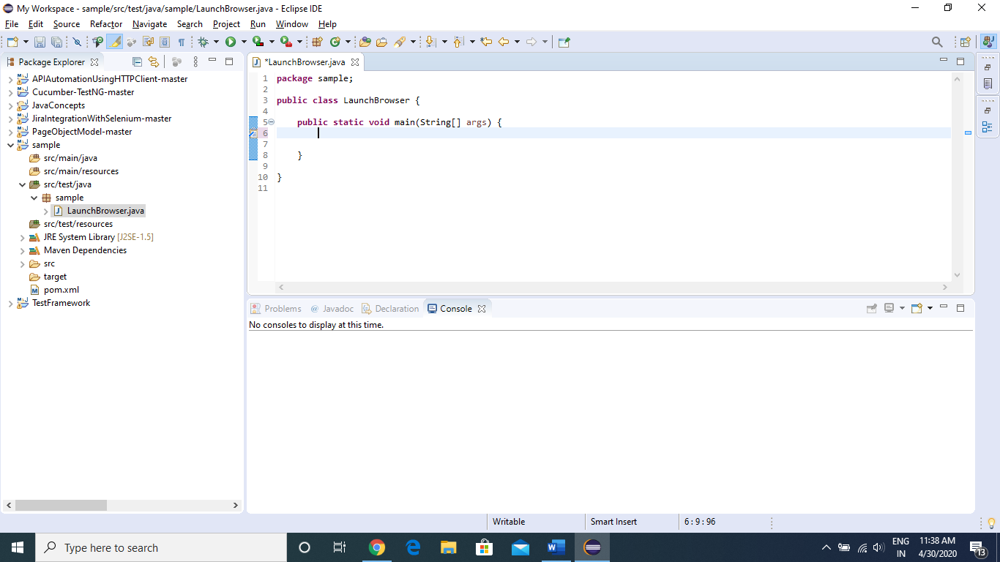 My Workspace - sample/src/test/java/sample/LaunchBrowser.java - Eclipse IDE
File Edit Source Refactor Navigate Search Project Run Window Help
Package Explorer
APIAutomationUsingHTTPClient-master
Cucumber-TestNG-master
JavaConcepts
JiraIntegrationWithSelenium-master
PageObjectModel-master
sample
src/main/java
src/main/resources
src/test/java
sample
LaunchBrowser.java
src/test/resources
JRE System Library [J2SE-1.5]
Maven Dependencies
src
target
pom.xml
TestFramework
*LaunchBrowser.java
1 package sample;
2
3 public class LaunchBrowser {
4
5 public static void main(String[] args) {
6
7
8 }
9
10 }
11
Problems @ Javadoc Declaration Console
No consoles to display at this time.
Writable Smart Insert 6 : 9 : 96
Type here to search
ENG
IN
11:38 AM
4/30/2020
13